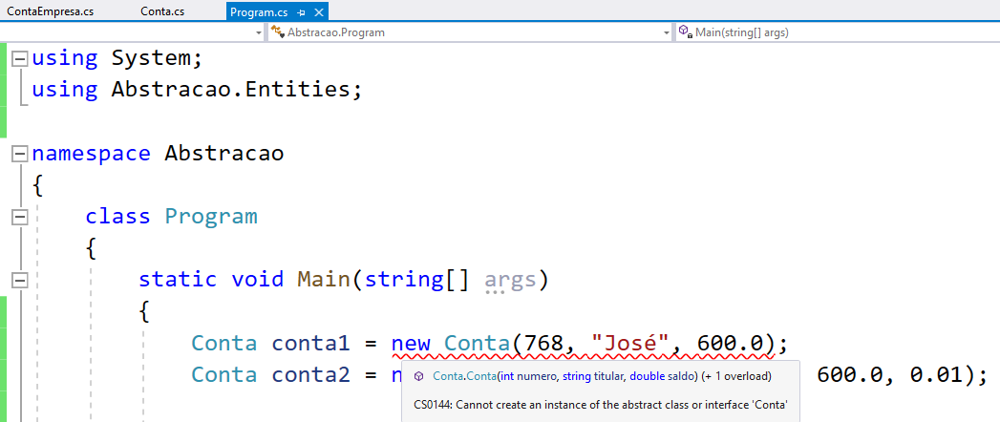 ContaEmpresa.cs Conta.cs Program.cs
Abstracao.Program Main(string[] args)
using System;
using Abstracao.Entities;
namespace Abstracao
{
class Program
{
static void Main(string[] args)
{
Conta conta1 = new Conta(768, "José", 600.0);
Conta conta2 = n 600.0, 0.01);
Conta.Conta(int numero, string titular, double saldo) (+ 1 overload)
CS0144: Cannot create an instance of the abstract class or interface 'Conta'